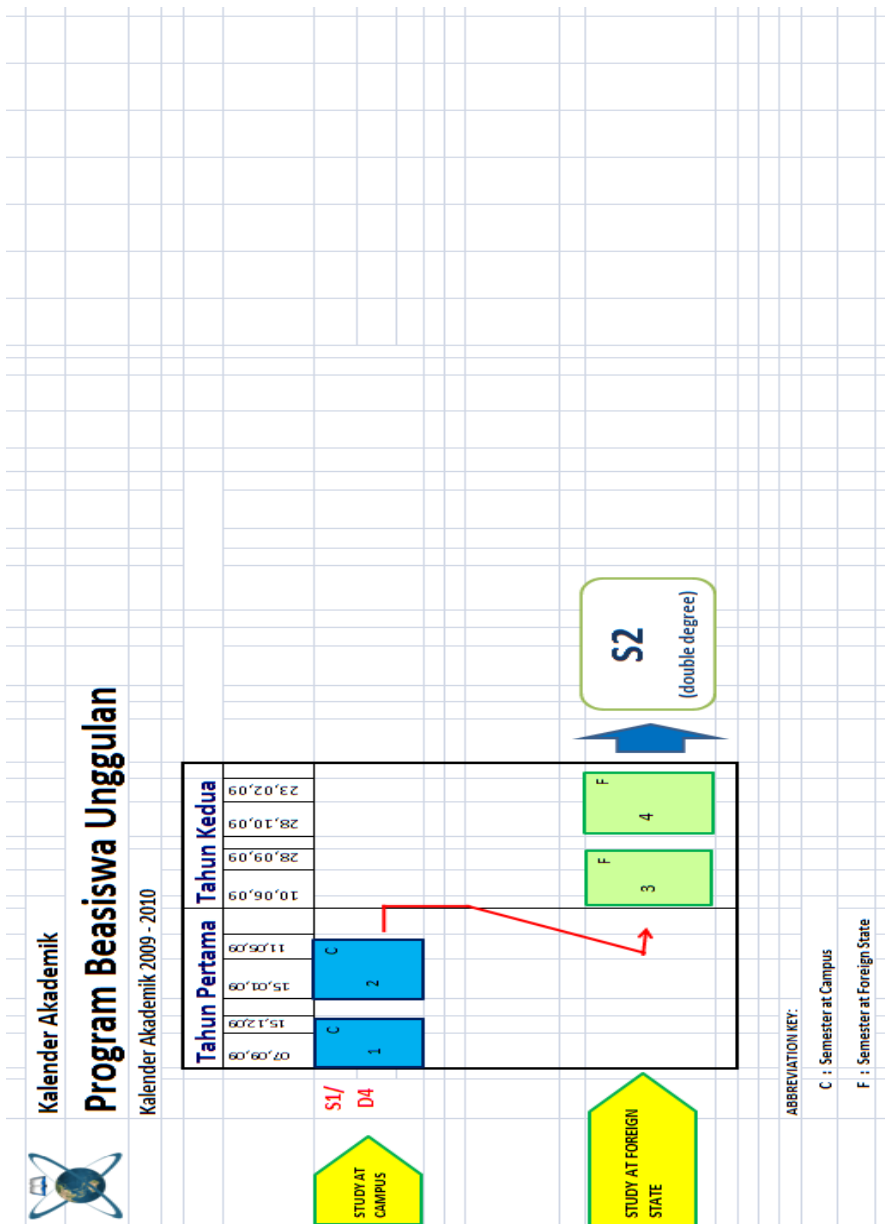 Kalender Akademik
Program Beasiswa Unggulan
Kalender Akademik 2009 - 2010
Tahun Pertama
Tahun Kedua
07,09,09
15,12,09
15,01,09
11,05,09
10,06,09
28,09,09
28,10,09
23,02,09
STUDY AT
CAMPUS
S1/
D4
1
C
2
C
STUDY AT FOREIGN
STATE
3
F
4
F
S2
(double degree)
ABBREVIATION KEY:
C : Semester at Campus
F : Semester at Foreign State